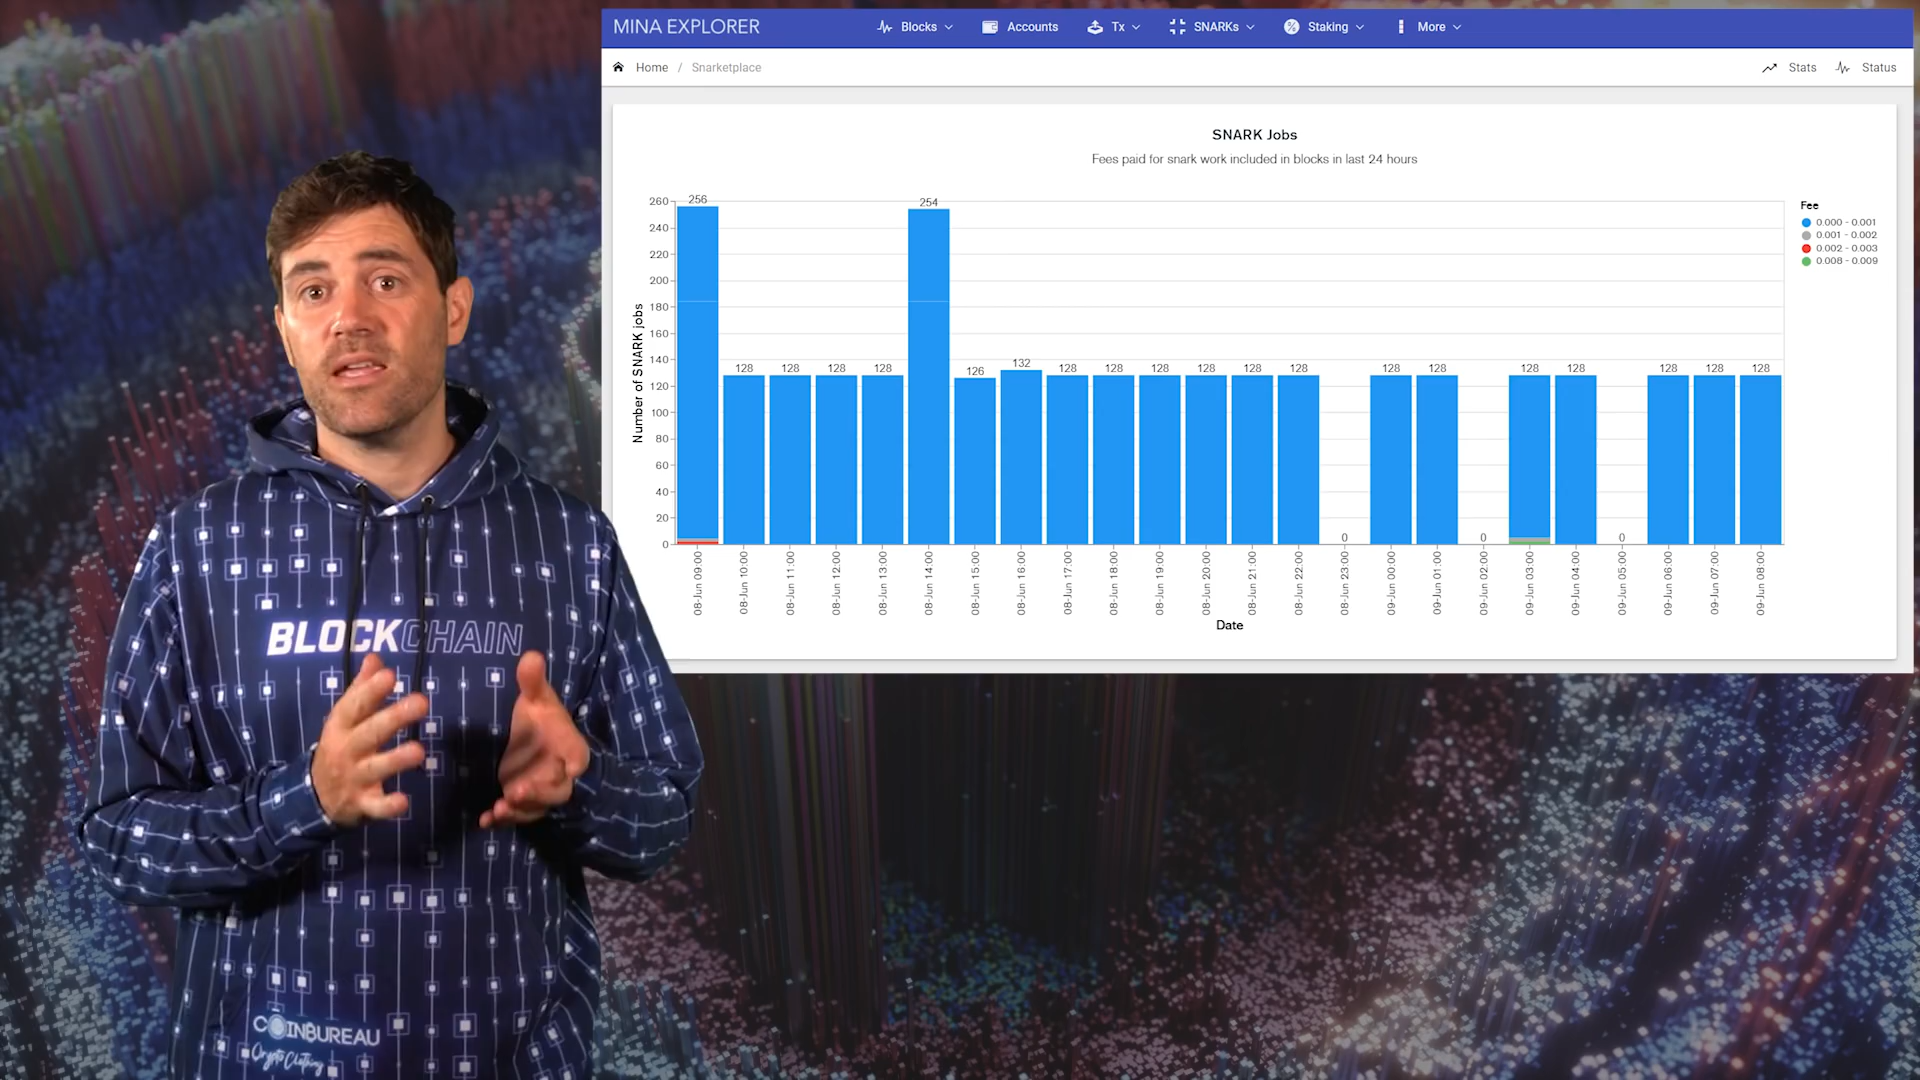 MINA EXPLORER
Blocks
Accounts
Tx
SNARKs
Staking
More
Home / Snarketplace
Stats
Status
SNARK Jobs
Fees paid for snark work included in blocks in last 24 hours
Number of SNARK jobs
260
240
220
200
180
160
140
120
100
80
60
40
20
0
256
128
128
128
128
254
126
132
128
128
128
128
128
128
0
128
128
0
128
128
0
128
128
128
08-Jun 09:00
08-Jun 10:00
08-Jun 11:00
08-Jun 12:00
08-Jun 13:00
08-Jun 14:00
08-Jun 15:00
08-Jun 16:00
08-Jun 17:00
08-Jun 18:00
08-Jun 19:00
08-Jun 20:00
08-Jun 21:00
08-Jun 22:00
08-Jun 23:00
09-Jun 00:00
09-Jun 01:00
09-Jun 02:00
09-Jun 03:00
09-Jun 04:00
09-Jun 05:00
09-Jun 06:00
09-Jun 07:00
09-Jun 08:00
Date
Fee
0.000 - 0.001
0.001 - 0.002
0.002 - 0.003
0.008 - 0.009
BLOCKCHAIN
COINBUREAU
Crypto Clothing